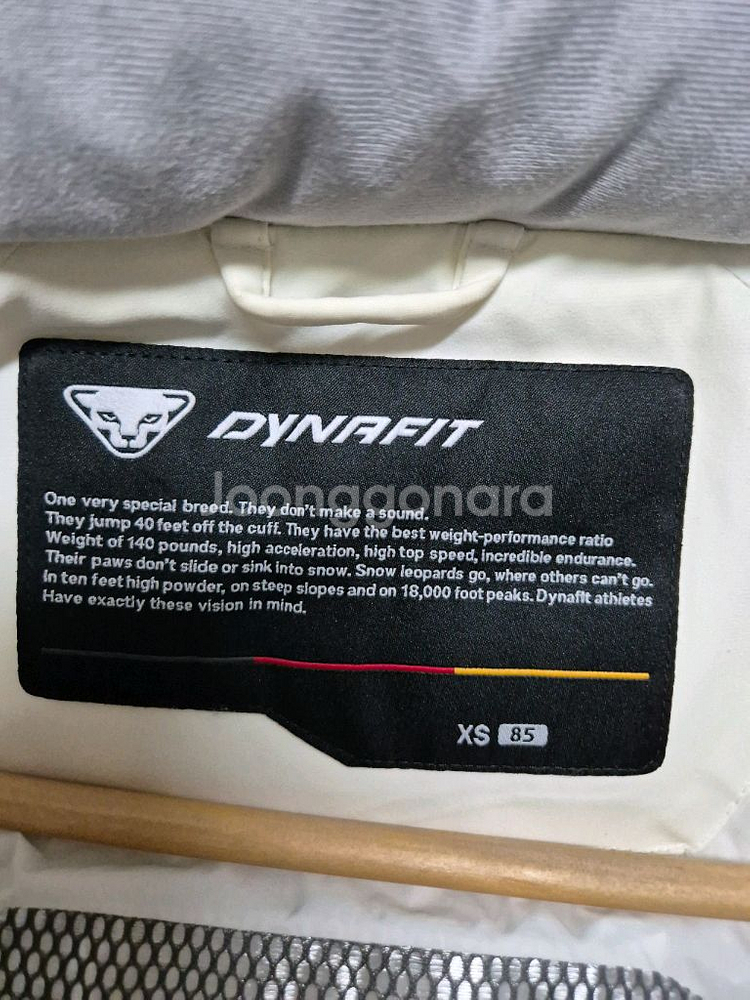 DYNAFIT
Joonggonara
One very special breed. They don't make a sound.
They jump 40 feet off the cuff. They have the best weight-performance ratio
Weight of 140 pounds, high acceleration, high top speed, incredible endurance.
Their paws don't slide or sink into snow. Snow leopards go, where others can't go.
In ten feet high powder, on steep slopes and on 18,000 foot peaks. Dynafit athletes
Have exactly these vision in mind.
XS 85